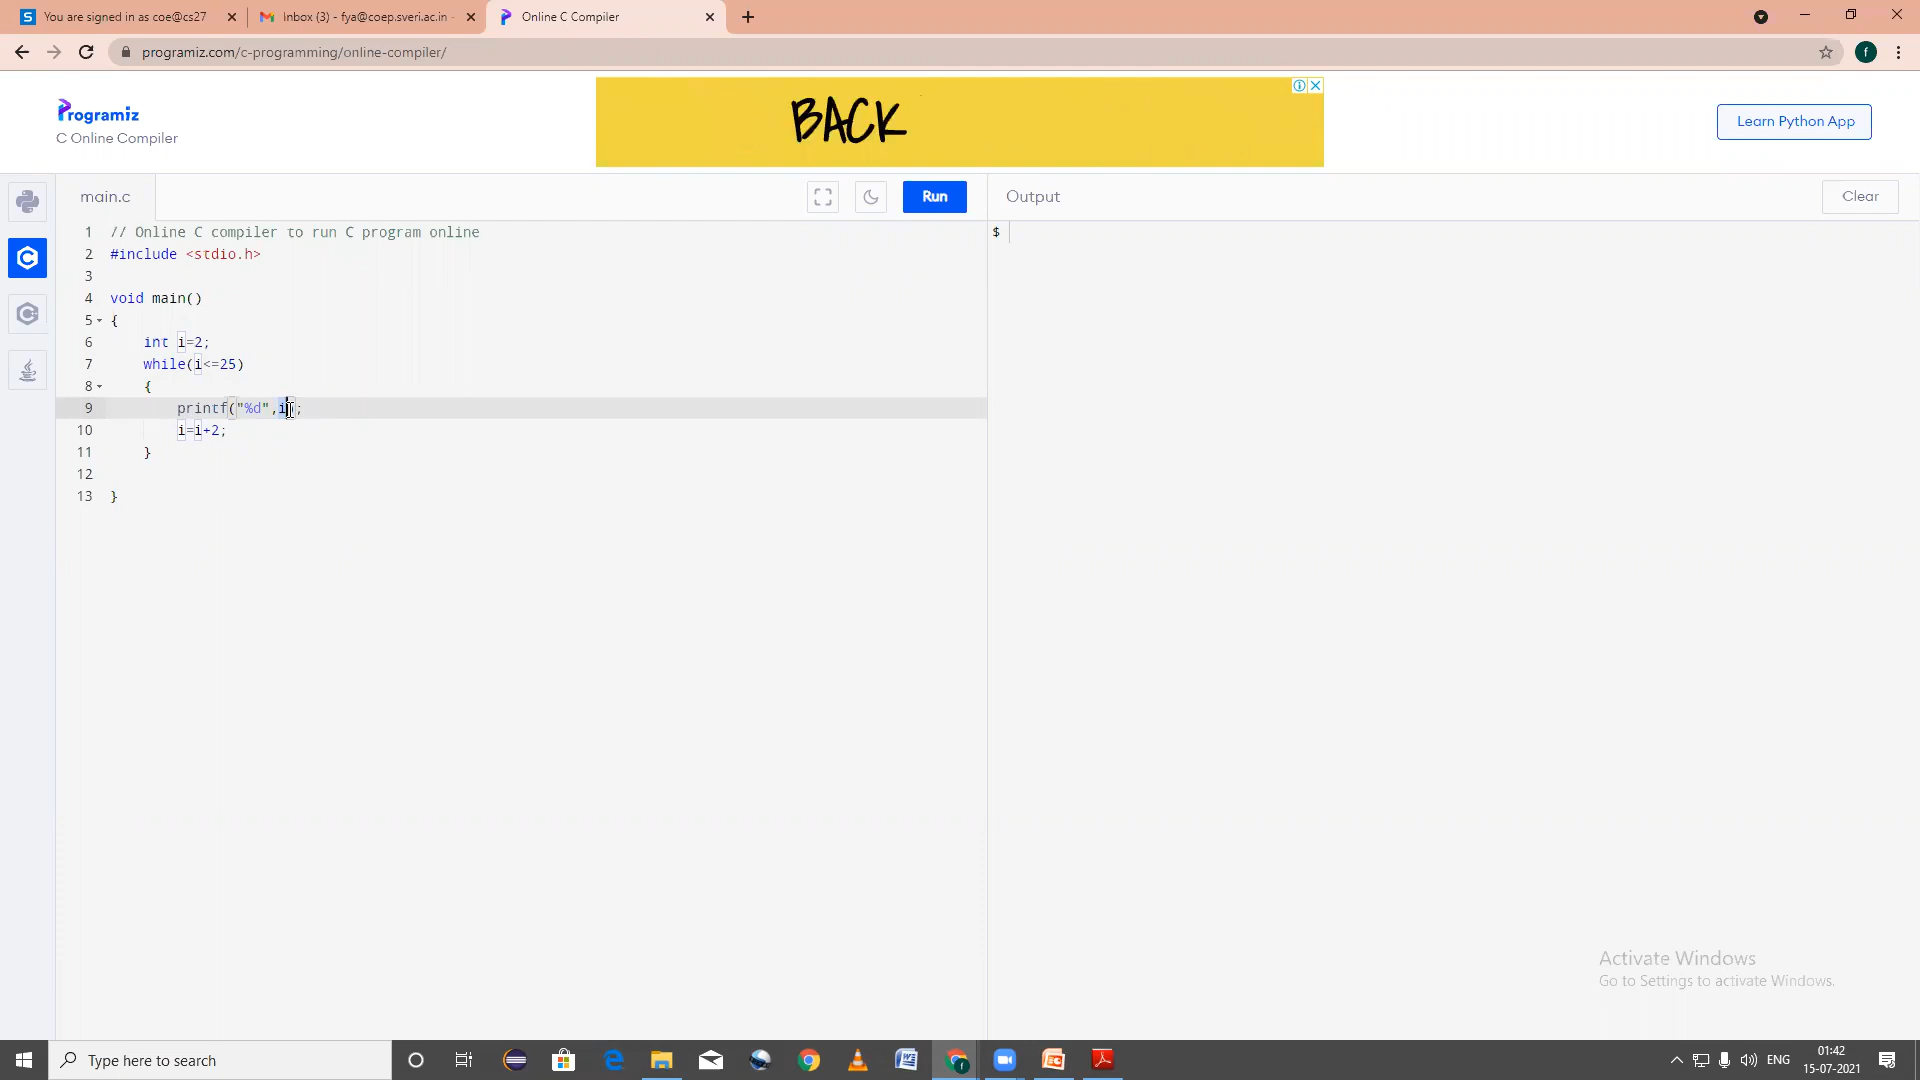 You are signed in as coe@cs27
Inbox (3) - fya@coep.sveri.ac.in -
Online C Compiler
programiz.com/c-programming/online-compiler/
f
BACK
Programiz
C Online Compiler
Learn Python App
main.c
Run
Output
Clear
1 // Online C compiler to run C program online
2 #include <stdio.h>
3
4 void main()
5 {
6 int i=2;
7 while(i<=25)
8 {
9 printf("%d",i);
10 i=i+2;
11 }
12
13 }
$
Activate Windows
Go to Settings to activate Windows.
Type here to search
ENG
01:42
15-07-2021